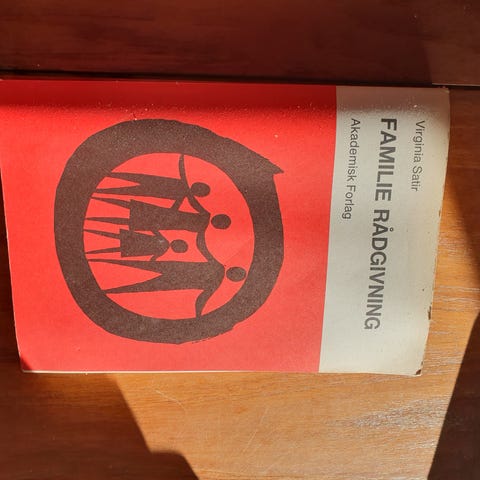 Virginia Satir
FAMILIE RÅDGIVNING
Akademisk Forlag